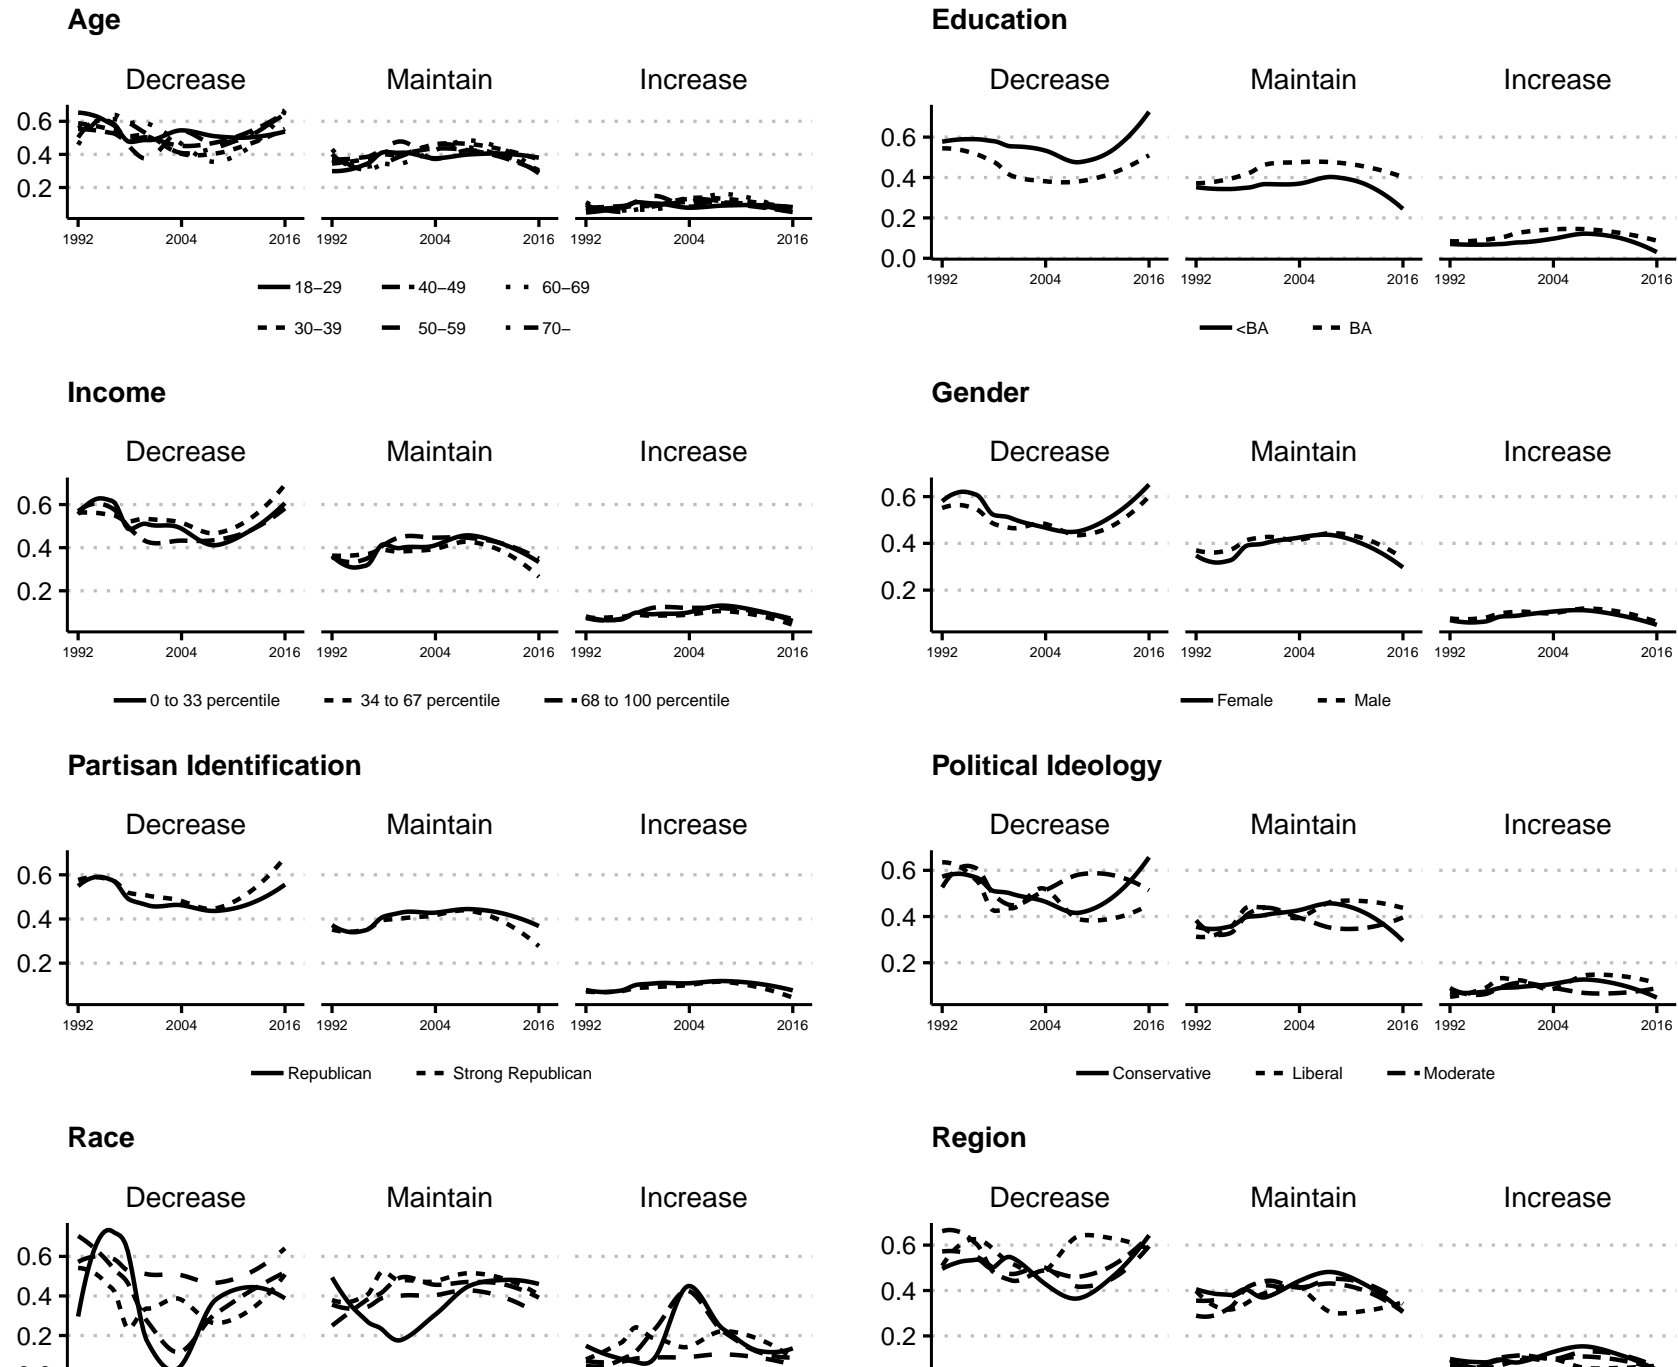 Age
Decrease Maintain Increase
0.6
0.4
0.2
1992 2004 2016 1992 2004 2016 1992 2004 2016
18–29 40–49 60–69
30–39 50–59 70–
Education
Decrease Maintain Increase
0.6
0.4
0.2
0.0
1992 2004 2016 1992 2004 2016 1992 2004 2016
<BA BA
Income
Decrease Maintain Increase
0.6
0.4
0.2
1992 2004 2016 1992 2004 2016 1992 2004 2016
0 to 33 percentile 34 to 67 percentile 68 to 100 percentile
Gender
Decrease Maintain Increase
0.6
0.4
0.2
1992 2004 2016 1992 2004 2016 1992 2004 2016
Female Male
Partisan Identification
Decrease Maintain Increase
0.6
0.4
0.2
1992 2004 2016 1992 2004 2016 1992 2004 2016
Republican Strong Republican
Political Ideology
Decrease Maintain Increase
0.6
0.4
0.2
1992 2004 2016 1992 2004 2016 1992 2004 2016
Conservative Liberal Moderate
Race
Decrease Maintain Increase
0.6
0.4
0.2
Region
Decrease Maintain Increase
0.6
0.4
0.2